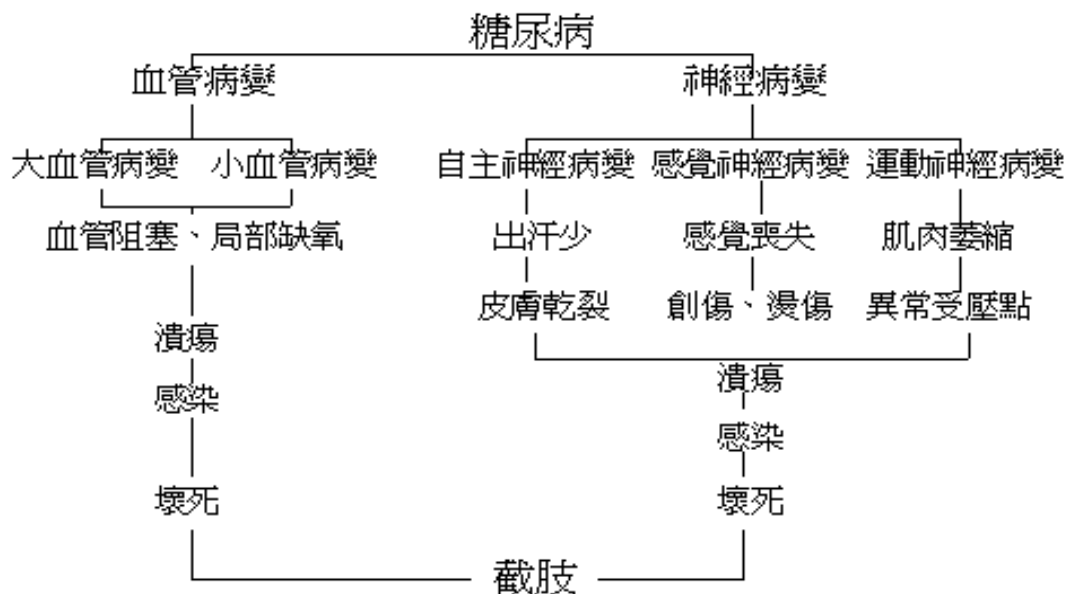 糖尿病
血管病變 神經病變
大血管病變 小血管病變 自主神經病變 感覺神經病變 運動神經病變
血管阻塞、局部缺氧 出汗少 感覺喪失 肌肉萎縮
皮膚乾裂 創傷、燙傷 異常受壓點
潰瘍
潰瘍
感染
感染
壞死 壞死
截肢